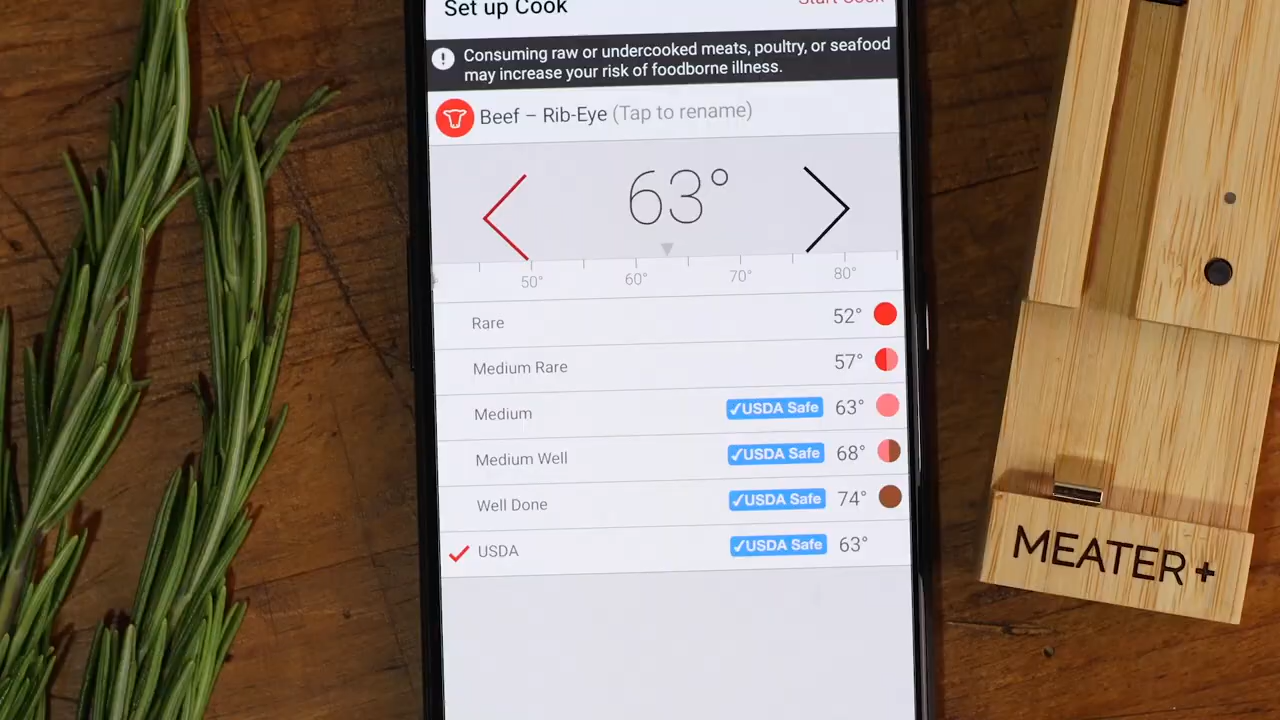 Set up Cook
Start Cook
Consuming raw or undercooked meats, poultry, or seafood
may increase your risk of foodborne illness.
Beef – Rib-Eye (Tap to rename)
63°
50° 60° 70° 80°
Rare 52°
Medium Rare 57°
Medium ✓USDA Safe 63°
Medium Well ✓USDA Safe 68°
Well Done ✓USDA Safe 74°
USDA ✓USDA Safe 63°
MEATER+